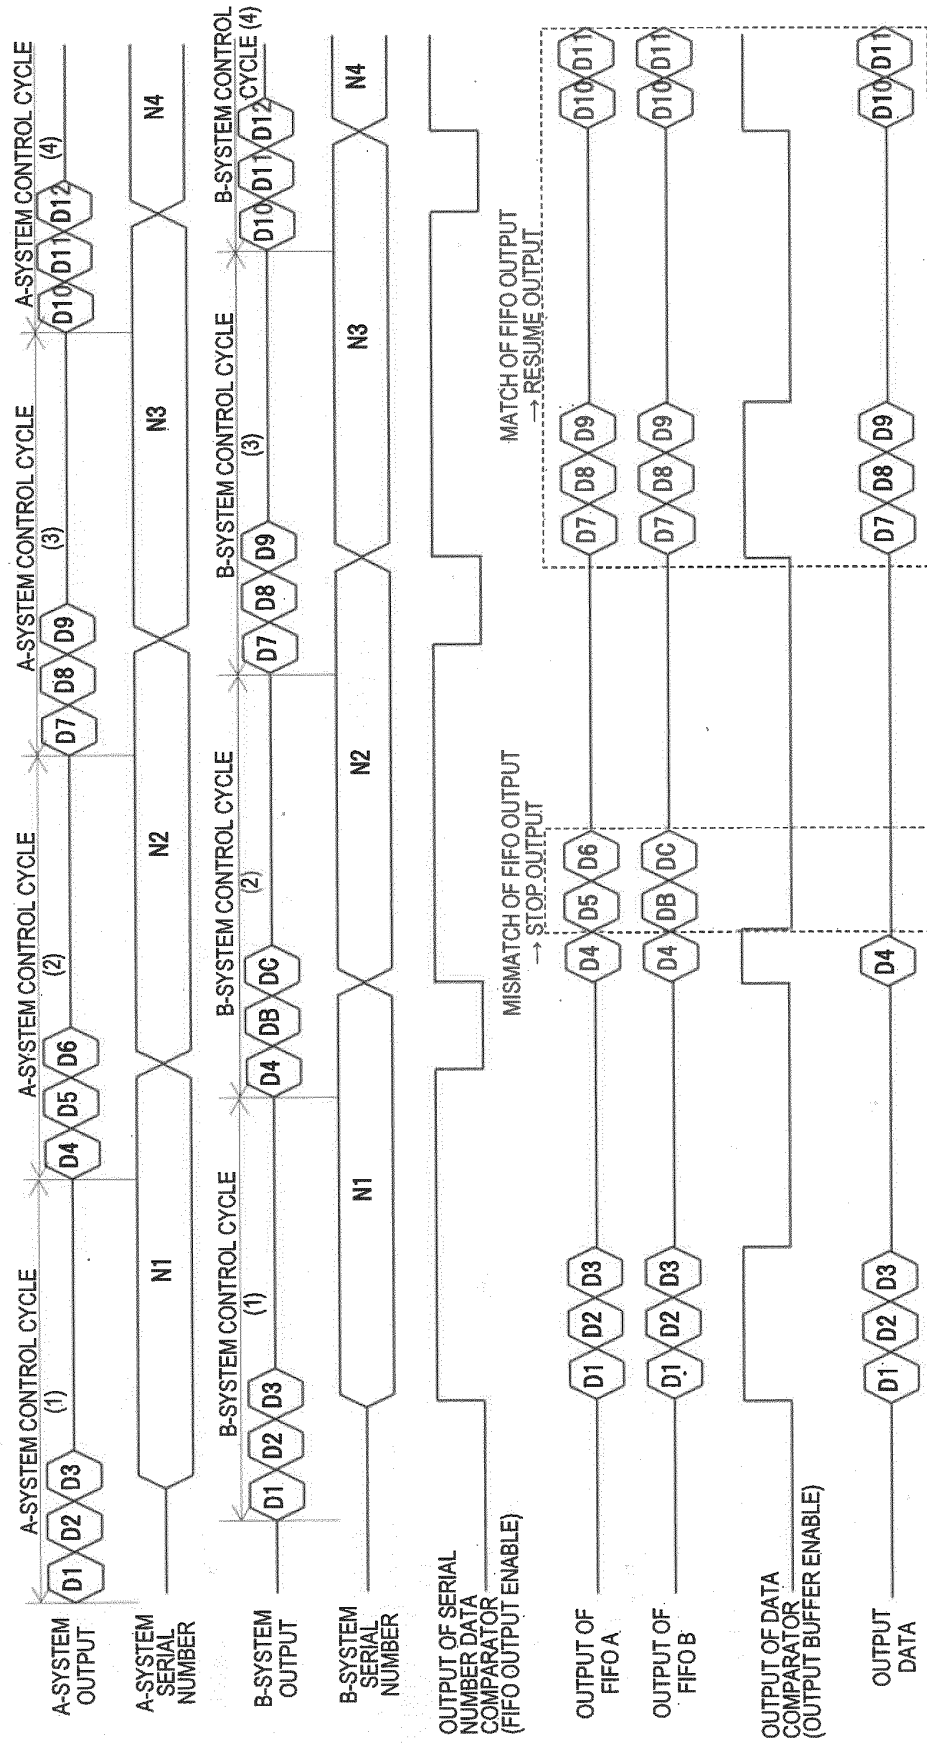 A-SYSTEM CONTROL CYCLE
(1)
A-SYSTEM CONTROL CYCLE
(2)
A-SYSTEM CONTROL CYCLE
(3)
A-SYSTEM CONTROL CYCLE
(4)
A-SYSTEM
OUTPUT
D1 D2 D3 D4 D5 D6 D7 D8 D9 D10 D11 D12
A-SYSTEM
SERIAL
NUMBER
N1 N2 N3 N4
B-SYSTEM CONTROL CYCLE
(1)
B-SYSTEM CONTROL CYCLE
(2)
B-SYSTEM CONTROL CYCLE
(3)
B-SYSTEM CONTROL
CYCLE (4)
B-SYSTEM
OUTPUT
D1 D2 D3 D4 DB DC D7 D8 D9 D10 D11 D12
B-SYSTEM
SERIAL
NUMBER
N1 N2 N3 N4
OUTPUT OF SERIAL
NUMBER DATA
COMPARATOR
(FIFO OUTPUT ENABLE)
MISMATCH OF FIFO OUTPUT
→ STOP OUTPUT
MATCH OF FIFO OUTPUT
→ RESUME OUTPUT
OUTPUT OF
FIFO A
D1 D2 D3 D4 D5 D6 D7 D8 D9 D10 D11
OUTPUT OF
FIFO B
D1 D2 D3 D4 DB DC D7 D8 D9 D10 D11
OUTPUT OF DATA
COMPARATOR
(OUTPUT BUFFER ENABLE)
OUTPUT
DATA
D1 D2 D3 D4 D7 D8 D9 D10 D11